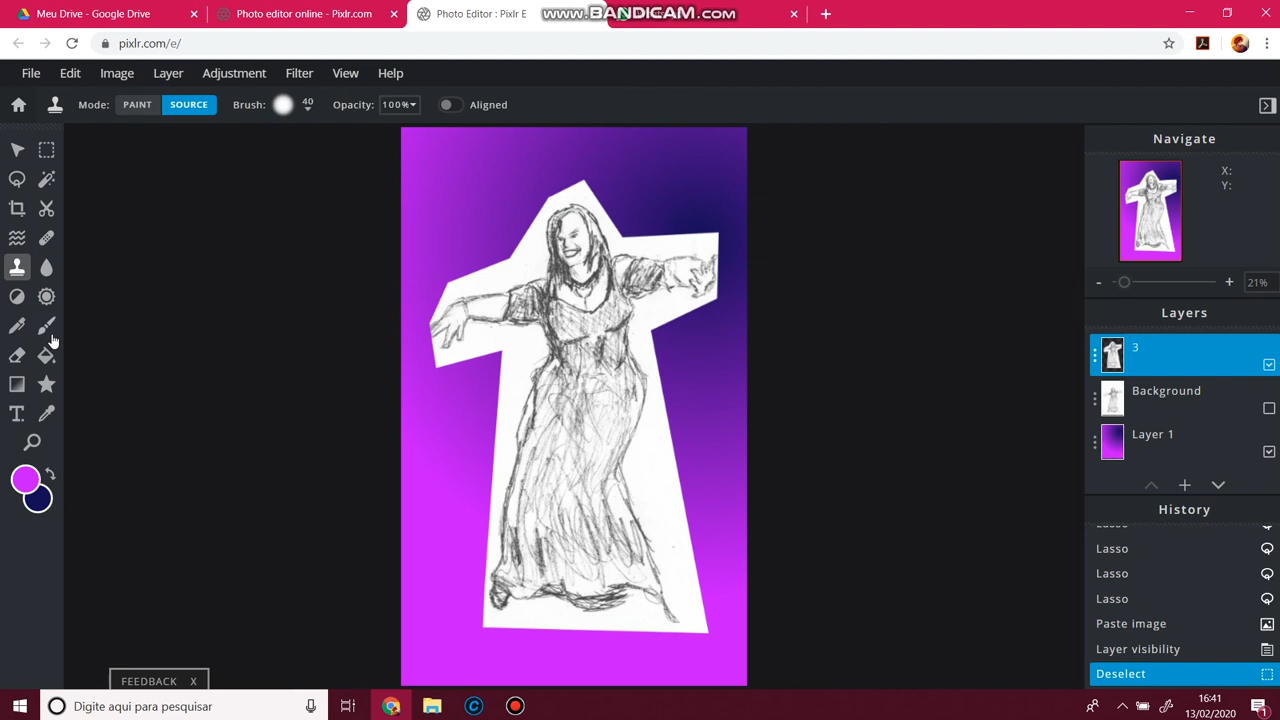 Meu Drive - Google Drive
Photo editor online - Pixlr.com
Photo Editor : Pixlr E
www.BANDICAM.com
pixlr.com/e/
File Edit Image Layer Adjustment Filter View Help
Mode: PAINT SOURCE Brush: 40 Opacity: 100% Aligned
Navigate
X:
Y:
21%
Layers
3
Background
Layer 1
History
Lasso
Lasso
Lasso
Lasso
Paste image
Layer visibility
Deselect
FEEDBACK X
Digite aqui para pesquisar
16:41
13/02/2020
1